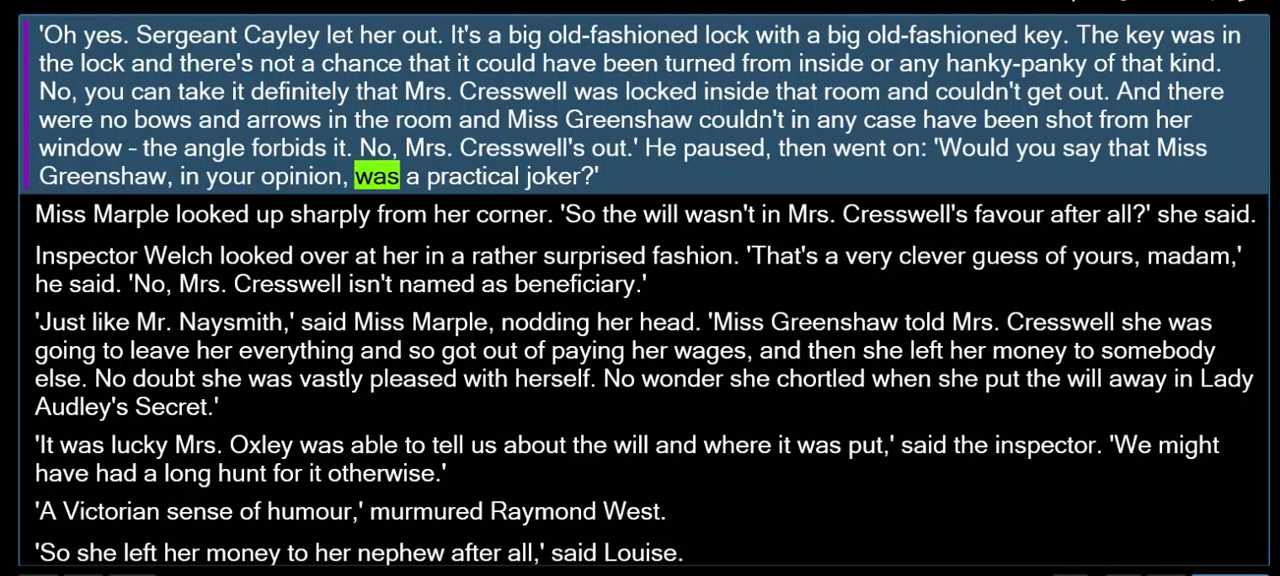 'Oh yes. Sergeant Cayley let her out. It's a big old-fashioned lock with a big old-fashioned key. The key was in
the lock and there's not a chance that it could have been turned from inside or any hanky-panky of that kind.
No, you can take it definitely that Mrs. Cresswell was locked inside that room and couldn't get out. And there
were no bows and arrows in the room and Miss Greenshaw couldn't in any case have been shot from her
window – the angle forbids it. No, Mrs. Cresswell's out.' He paused, then went on: 'Would you say that Miss
Greenshaw, in your opinion, was a practical joker?'
Miss Marple looked up sharply from her corner. 'So the will wasn't in Mrs. Cresswell's favour after all?' she said.
Inspector Welch looked over at her in a rather surprised fashion. 'That's a very clever guess of yours, madam,'
he said. 'No, Mrs. Cresswell isn't named as beneficiary.'
'Just like Mr. Naysmith,' said Miss Marple, nodding her head. 'Miss Greenshaw told Mrs. Cresswell she was
going to leave her everything and so got out of paying her wages, and then she left her money to somebody
else. No doubt she was vastly pleased with herself. No wonder she chortled when she put the will away in Lady
Audley's Secret.'
'It was lucky Mrs. Oxley was able to tell us about the will and where it was put,' said the inspector. 'We might
have had a long hunt for it otherwise.'
'A Victorian sense of humour,' murmured Raymond West.
'So she left her money to her nephew after all,' said Louise.